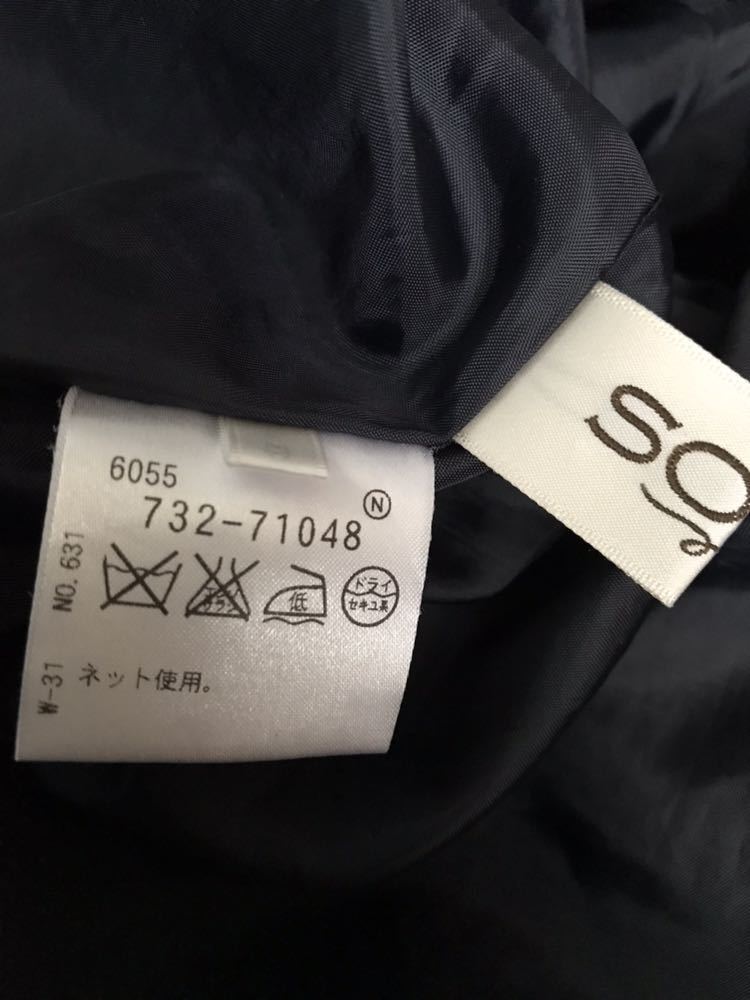 6055
732-71048 Ⓝ
NO.631
低
ドライ
セキユ系
W-31
ネット使用。
SO